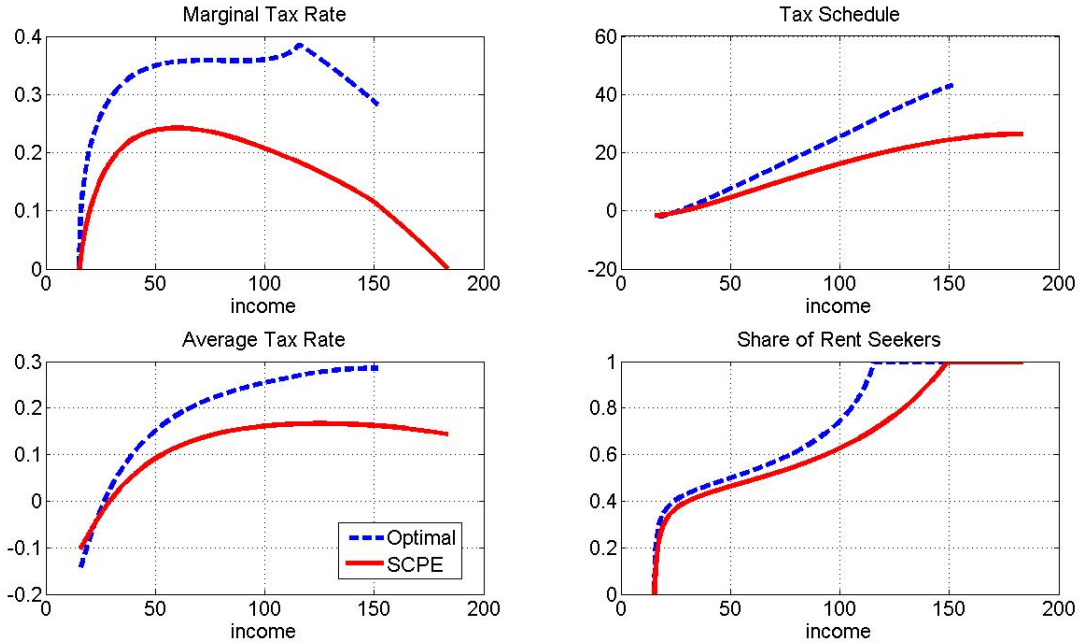 Marginal Tax Rate
0.4
0.3
0.2
0.1
0
0 50 100 150 200
income
Tax Schedule
60
40
20
0
-20
0 50 100 150 200
income
Average Tax Rate
0.3
0.2
0.1
0
-0.1
-0.2
0 50 100 150 200
income
Optimal
SCPE
Share of Rent Seekers
1
0.8
0.6
0.4
0.2
0
0 50 100 150 200
income